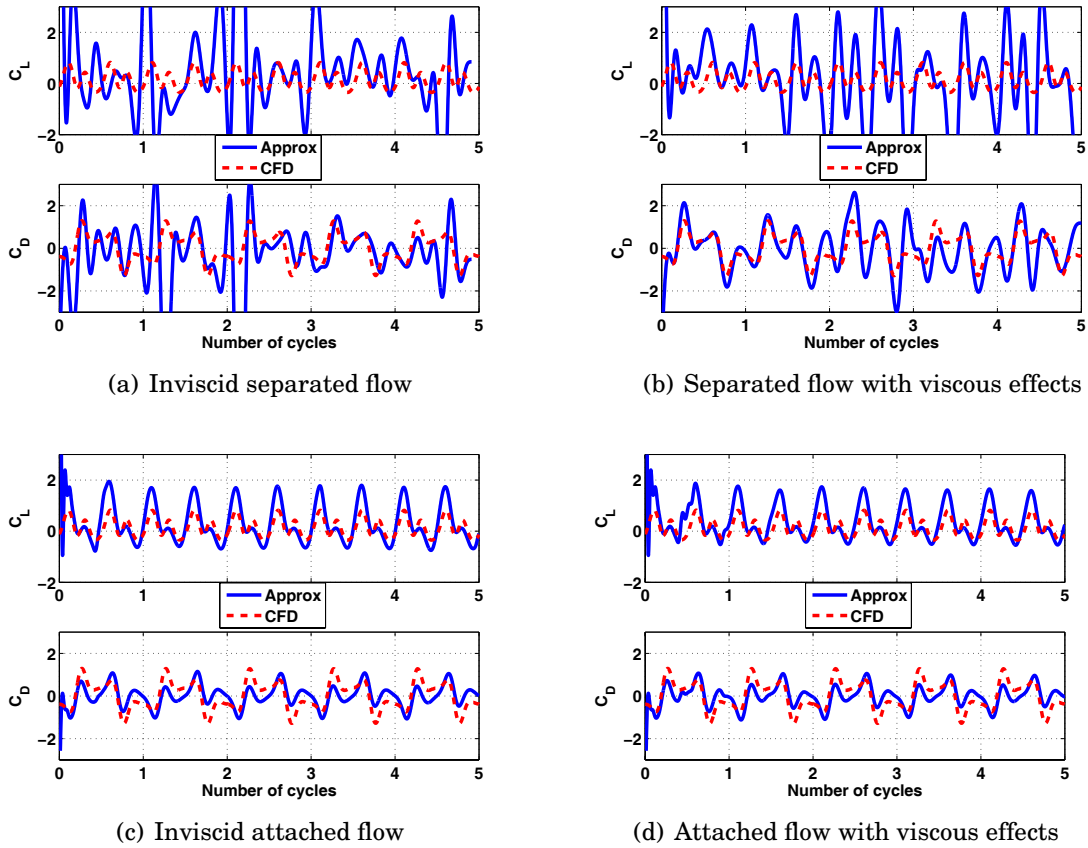 2
0
−2
C_L
0 1 2 3 4 5
Approx
CFD
2
0
−2
C_D
0 1 2 3 4 5
Number of cycles
(a) Inviscid separated flow
2
0
−2
C_L
0 1 2 3 4 5
Approx
CFD
2
0
−2
C_D
0 1 2 3 4 5
Number of cycles
(b) Separated flow with viscous effects
2
0
−2
C_L
0 1 2 3 4 5
Approx
CFD
2
0
−2
C_D
0 1 2 3 4 5
Number of cycles
(c) Inviscid attached flow
2
0
−2
C_L
0 1 2 3 4 5
Approx
CFD
2
0
−2
C_D
0 1 2 3 4 5
Number of cycles
(d) Attached flow with viscous effects